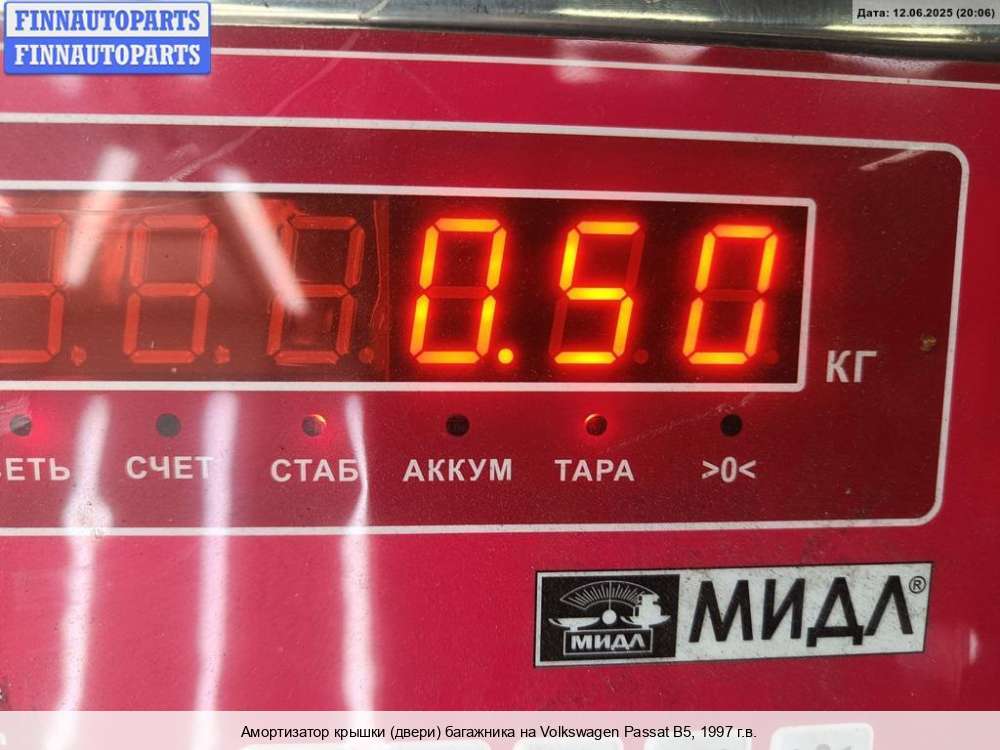 FINNAUTOPARTS
FINNAUTOPARTS
Дата: 12.06.2025 (20:06)
0.50
КГ
СЕТЬ СЧЕТ СТАБ АККУМ ТАРА >0<
МИДЛ МИДЛ®
Амортизатор крышки (двери) багажника на Volkswagen Passat B5, 1997 г.в.